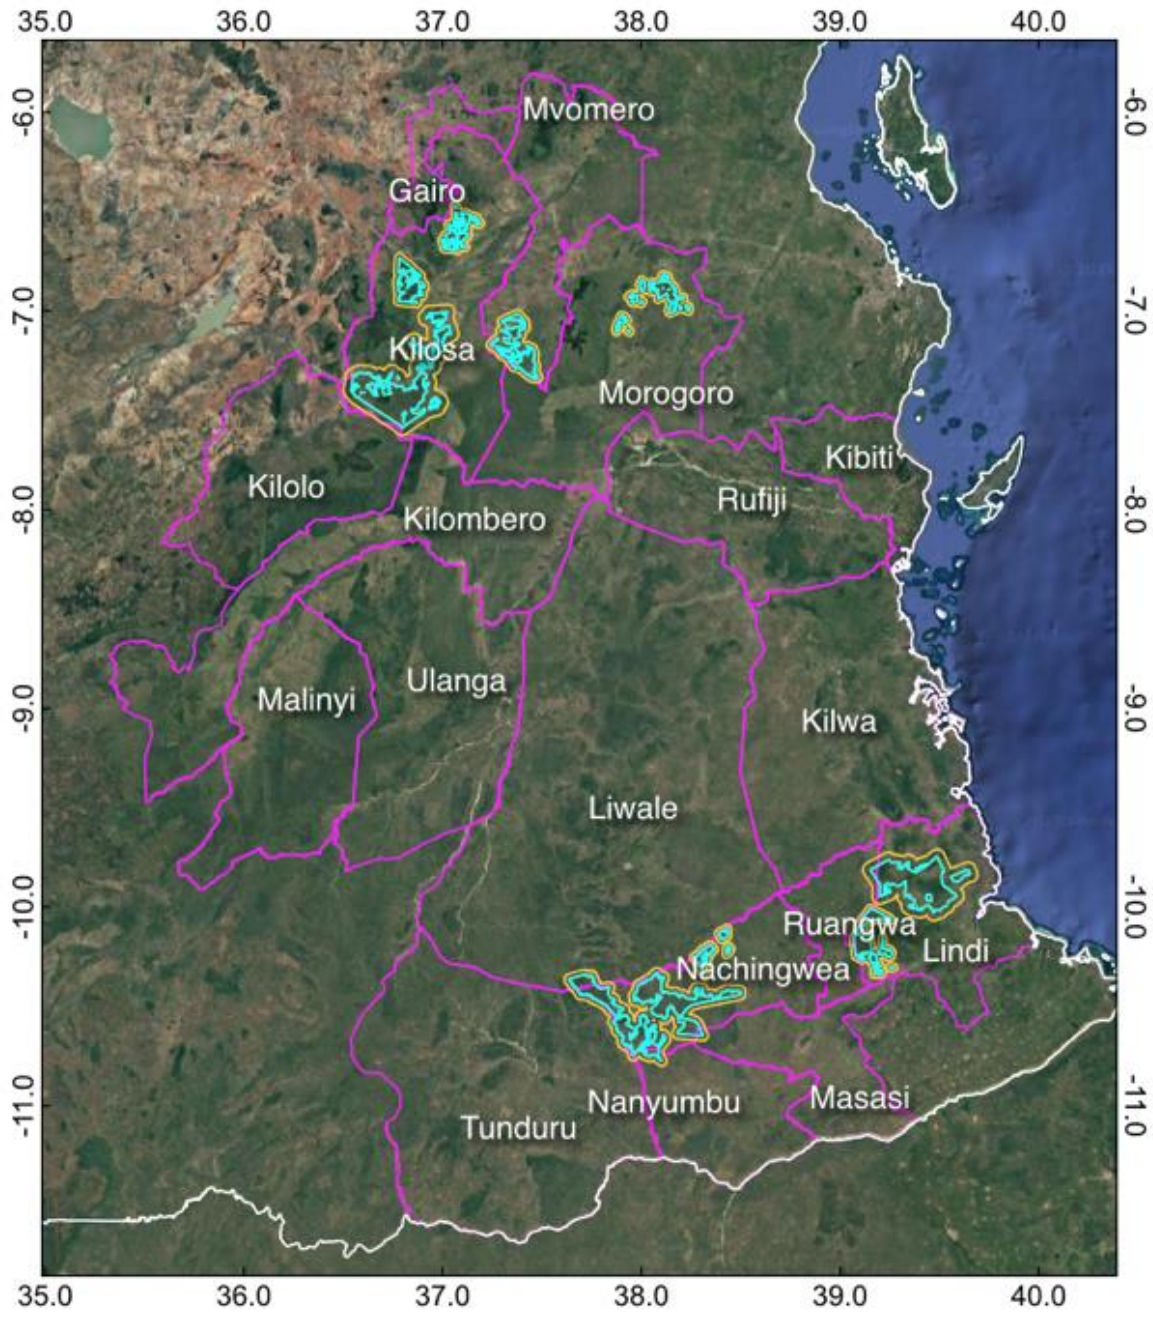 35.0 36.0 37.0 38.0 39.0 40.0
-6.0
-6.0
Mvomero
Gairo
-7.0
-7.0
Kilosa
Morogoro
Kibiti
Kilolo
Rufiji
-8.0
-8.0
Kilombero
Ulanga
Malinyi
-9.0
-9.0
Kilwa
Liwale
-10.0
-10.0
Ruangwa
Lindi
Nachingwea
Nanyumbu
Masasi
-11.0
-11.0
Tunduru
35.0 36.0 37.0 38.0 39.0 40.0